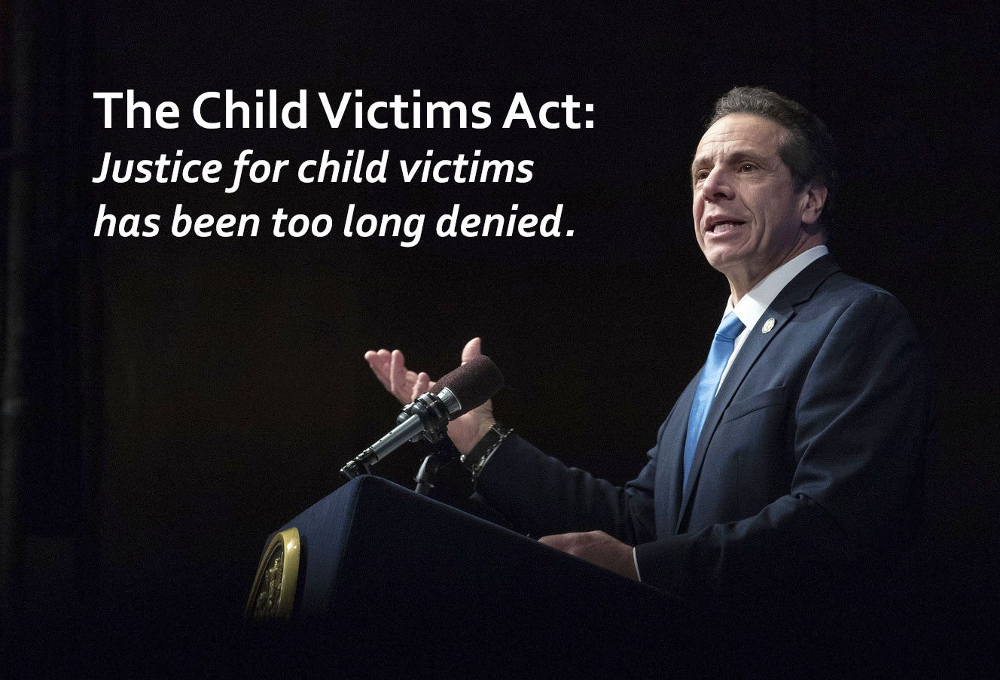 The Child Victims Act:
Justice for child victims
has been too long denied.